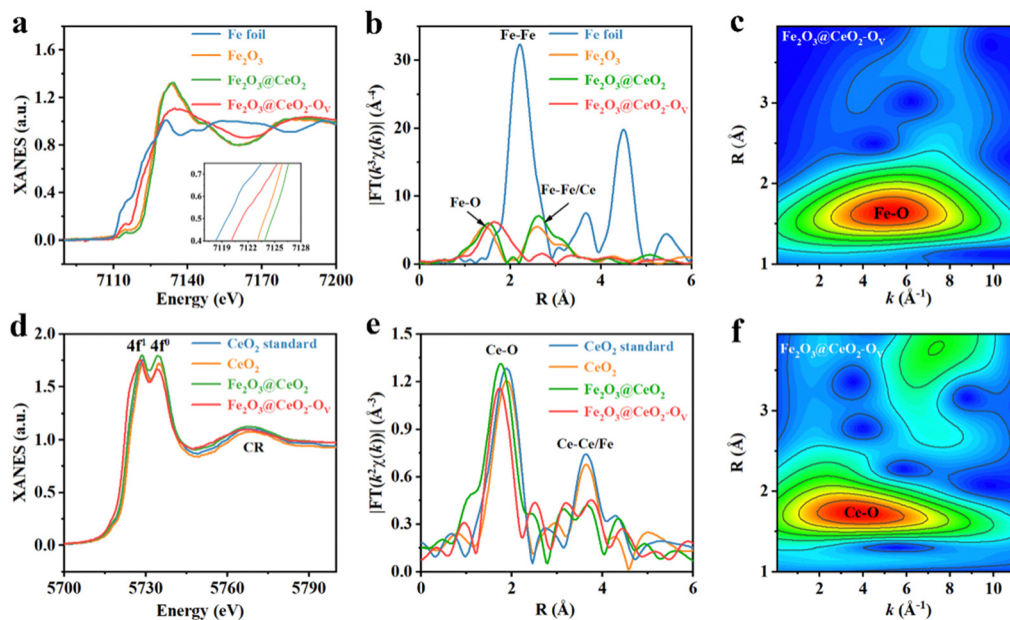 a
XANES (a.u.)
1.8
1.2
0.6
0.0
7110
7140
7170
7200
Energy (eV)
Fe foil
Fe₂O₃
Fe₂O₃@CeO₂
Fe₂O₃@CeO₂-Oᵥ
0.7
0.6
0.5
0.4
7119
7122
7125
7128
b
|FT(k³χ(k))| (Å⁻⁴)
30
20
10
0
0
1
2
3
4
5
6
R (Å)
Fe-Fe
Fe foil
Fe₂O₃
Fe₂O₃@CeO₂
Fe₂O₃@CeO₂-Oᵥ
Fe-O
Fe-Fe/Ce
c
Fe₂O₃@CeO₂-Oᵥ
R (Å)
3
2
1
2
4
6
8
10
k (Å⁻¹)
Fe-O
d
XANES (a.u.)
2.0
1.5
1.0
0.5
0.0
5700
5730
5760
5790
Energy (eV)
4f¹ 4f⁰
CeO₂ standard
CeO₂
Fe₂O₃@CeO₂
Fe₂O₃@CeO₂-Oᵥ
CR
e
|FT(k²χ(k))| (Å⁻³)
1.5
1.2
0.9
0.6
0.3
0.0
0
1
2
3
4
5
6
R (Å)
Ce-O
CeO₂ standard
CeO₂
Fe₂O₃@CeO₂
Fe₂O₃@CeO₂-Oᵥ
Ce-Ce/Fe
f
Fe₂O₃@CeO₂-Oᵥ
R (Å)
3
2
1
2
4
6
8
10
k (Å⁻¹)
Ce-O